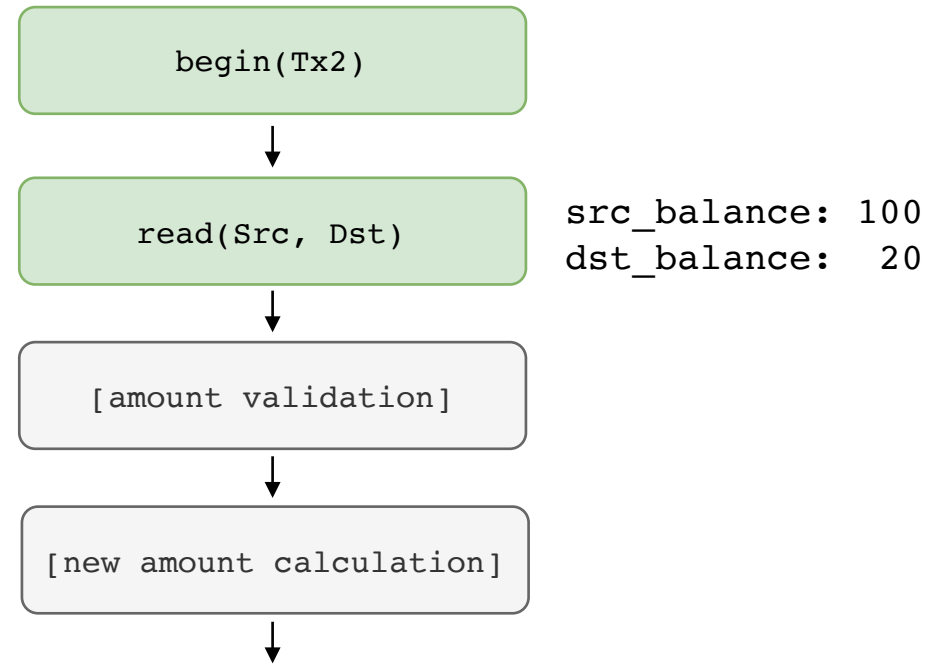 begin(Tx2)
read(Src, Dst)
src_balance: 100
dst_balance:  20
[amount validation]
[new amount calculation]